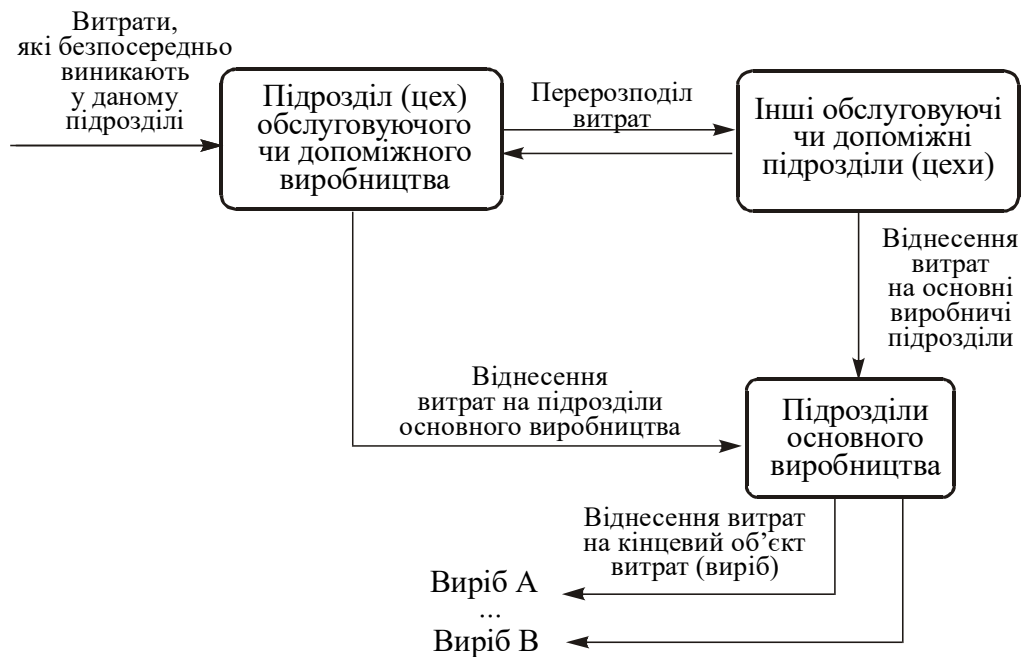 Витрати,
які безпосередньо
виникають
у даному
підрозділі
Підрозділ (цех)
обслуговуючого
чи допоміжного
виробництва
Перерозподіл
витрат
Інші обслуговуючі
чи допоміжні
підрозділи (цехи)
Віднесення
витрат
на основні
виробничі
підрозділи
Віднесення
витрат на підрозділи
основного виробництва
Підрозділи
основного
виробництва
Віднесення витрат
на кінцевий об’єкт
витрат (виріб)
Виріб А
...
Виріб В